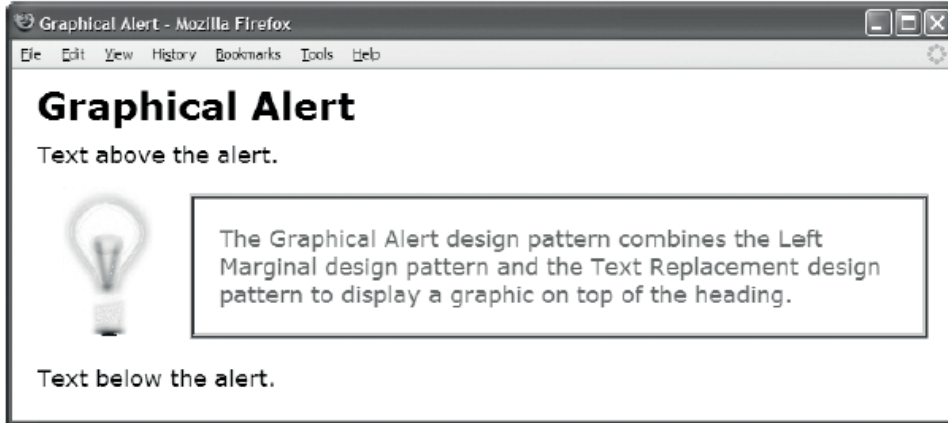 Graphical Alert - Mozilla Firefox
File Edit View History Bookmarks Tools Help
Graphical Alert
Text above the alert.
The Graphical Alert design pattern combines the Left
Marginal design pattern and the Text Replacement design
pattern to display a graphic on top of the heading.
Text below the alert.